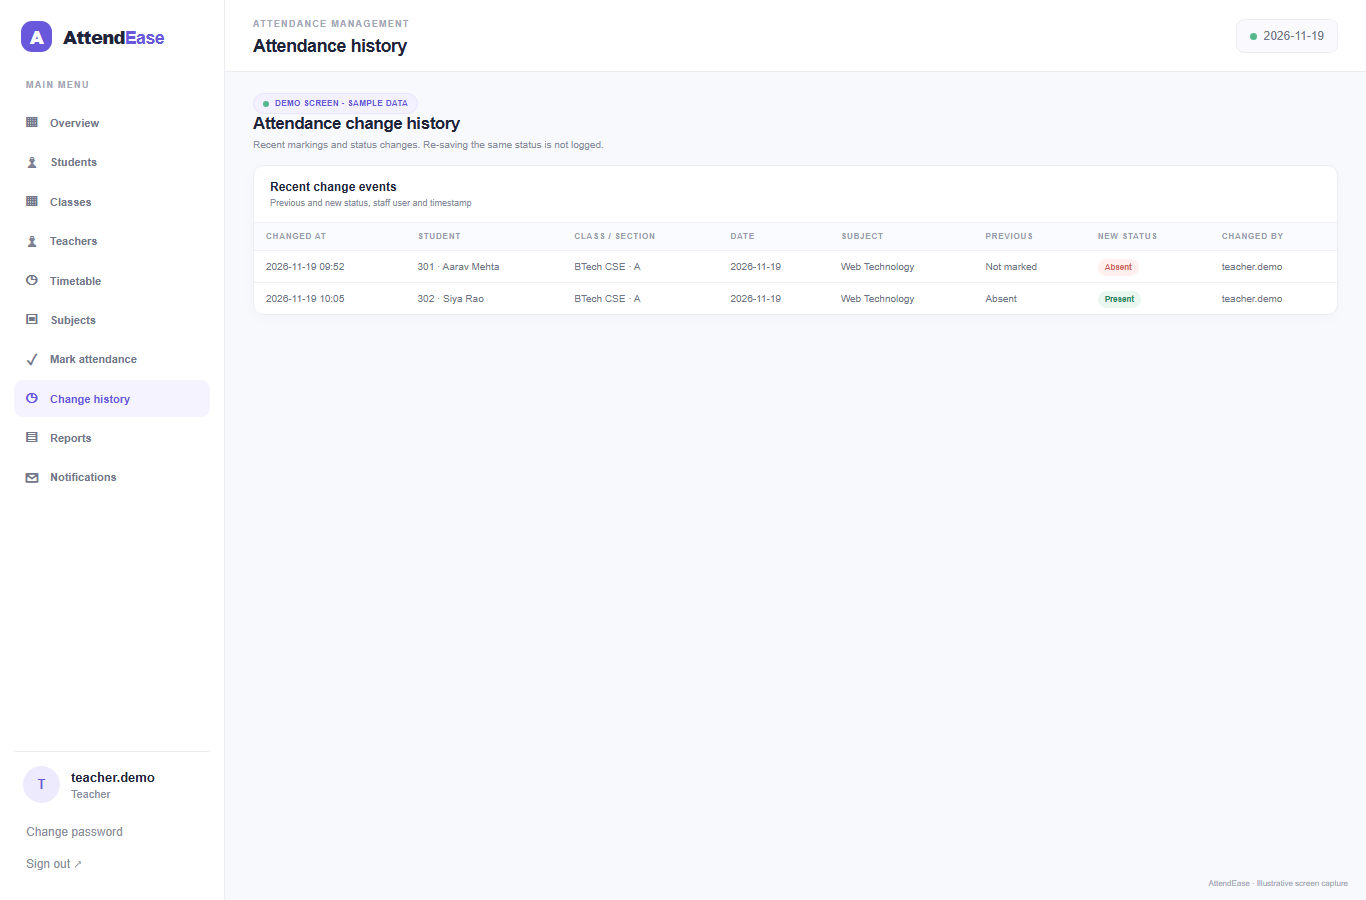 A AttendEase
MAIN MENU
Overview
Students
Classes
Teachers
Timetable
Subjects
Mark attendance
Change history
Reports
Notifications
T
teacher.demo
Teacher
Change password
Sign out ↗
ATTENDANCE MANAGEMENT
Attendance history
2026-11-19
DEMO SCREEN - SAMPLE DATA
Attendance change history
Recent markings and status changes. Re-saving the same status is not logged.
Recent change events
Previous and new status, staff user and timestamp
CHANGED AT STUDENT CLASS / SECTION DATE SUBJECT PREVIOUS NEW STATUS CHANGED BY
2026-11-19 09:52 301 · Aarav Mehta BTech CSE · A 2026-11-19 Web Technology Not marked Absent teacher.demo
2026-11-19 10:05 302 · Siya Rao BTech CSE · A 2026-11-19 Web Technology Absent Present teacher.demo
AttendEase · Illustrative screen capture